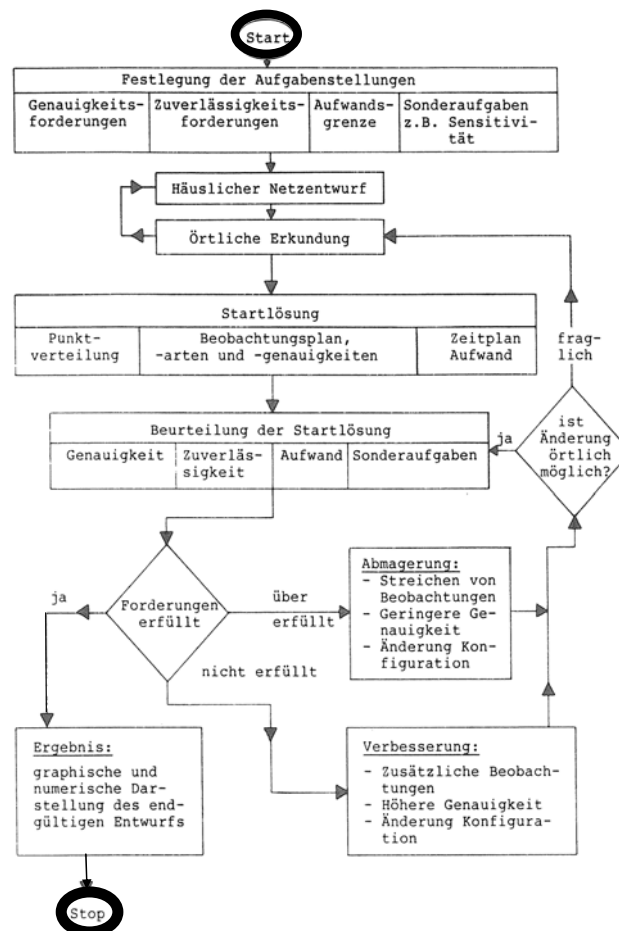 Start
Festlegung der Aufgabenstellungen
Genauigkeits-
forderungen
Zuverlässigkeits-
forderungen
Aufwands-
grenze
Sonderaufgaben
z.B. Sensitivi-
tät
Häuslicher Netzentwurf
Örtliche Erkundung
Startlösung
Punkt-
verteilung
Beobachtungsplan,
-arten und -genauigkeiten
Zeitplan
Aufwand
frag-
lich
Beurteilung der Startlösung
Genauigkeit
Zuverläs-
sigkeit
Aufwand
Sonderaufgaben
ja
ist
Änderung
örtlich
möglich?
ja
Forderungen
erfüllt
über
erfüllt
nicht erfüllt
Abmagerung:
- Streichen von
Beobachtungen
- Geringere Ge-
nauigkeit
- Änderung Kon-
figuration
Ergebnis:
graphische und
numerische Dar-
stellung des end-
gültigen Entwurfs
Verbesserung:
- Zusätzliche Beobach-
tungen
- Höhere Genauigkeit
- Änderung Konfigura-
tion
Stop